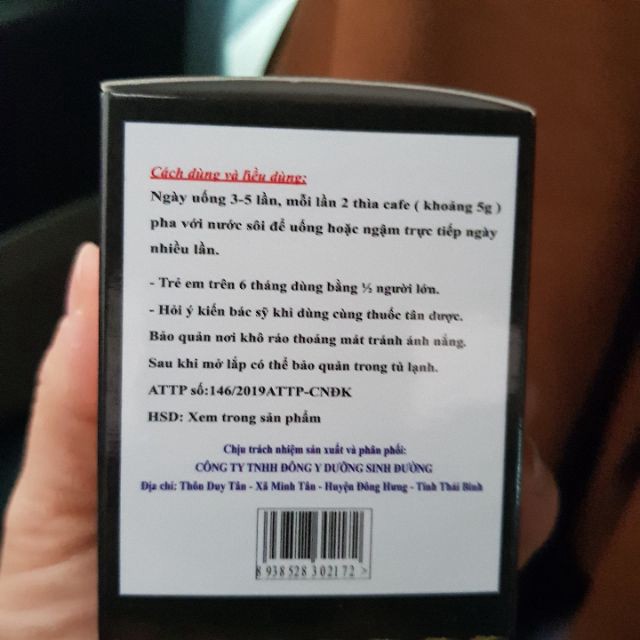 Cách dùng và liều dùng:
Ngày uống 3-5 lần, mỗi lần 2 thìa cafe ( khoảng 5g )
pha với nước sôi để uống hoặc ngậm trực tiếp ngày
nhiều lần.
- Trẻ em trên 6 tháng dùng bằng ½ người lớn.
- Hỏi ý kiến bác sỹ khi dùng cùng thuốc tân dược.
Bảo quản nơi khô ráo thoáng mát tránh ánh nắng.
Sau khi mở lắp có thể bảo quản trong tủ lạnh.
ATTP số:146/2019ATTP-CNĐK
HSD: Xem trong sản phẩm
Chịu trách nhiệm sản xuất và phân phối:
CÔNG TY TNHH ĐÔNG Y DƯỠNG SINH ĐƯỜNG
Địa chỉ: Thôn Duy Tân - Xã Minh Tân - Huyện Đông Hưng - Tỉnh Thái Bình
8 938528 302172 >